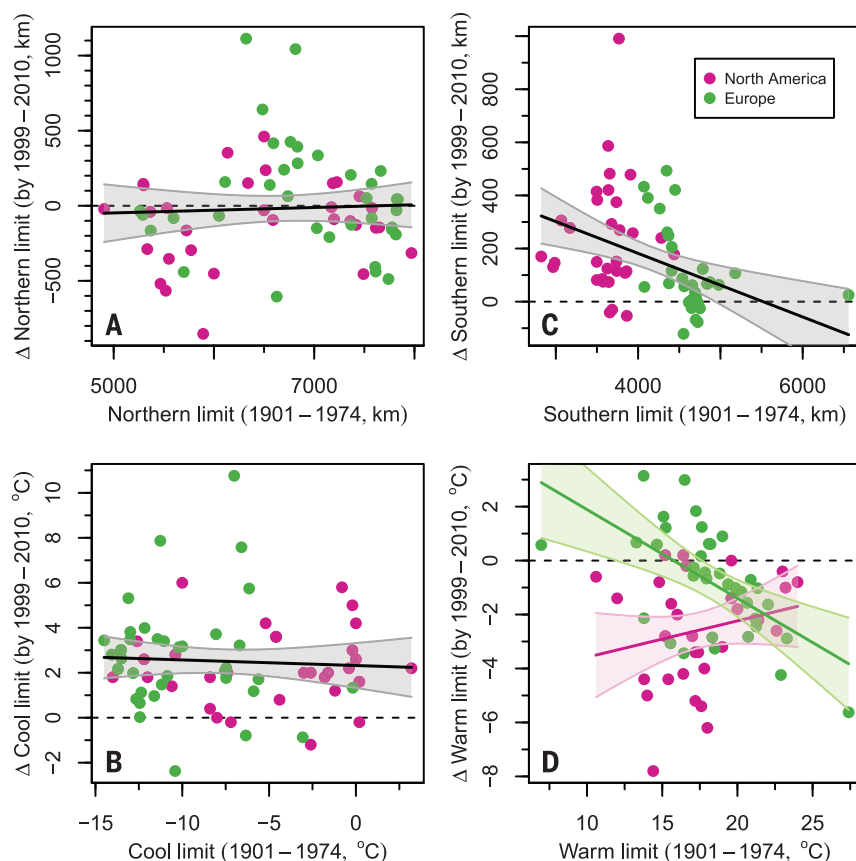 Δ Northern limit (by 1999–2010, km)
1000
500
0
−500
A
5000
7000
Northern limit (1901–1974, km)
Δ Southern limit (by 1999–2010, km)
800
600
400
200
0
North America
Europe
C
4000
6000
Southern limit (1901–1974, km)
Δ Cool limit (by 1999–2010, °C)
10
8
6
4
2
0
−2
B
−15
−10
−5
0
Cool limit (1901–1974, °C)
Δ Warm limit (by 1999–2010, °C)
2
0
−2
−4
−6
−8
D
10
15
20
25
Warm limit (1901–1974, °C)